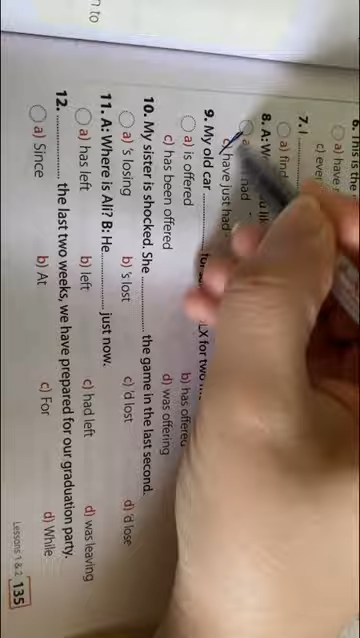 n to
6. This is the
a) have
c) ever
7. I
a) find
8. A: W
a
had
d) have just had
9. My old car ............ for
LX for two
a) is offered
b) has offered
c) has been offered
d) was offering
10. My sister is shocked. She ............ the game in the last second.
a) 's losing b) 's lost c) 'd lost d) 'd lose
11. A: Where is Ali? B: He ............ just now.
a) has left b) left c) had left d) was leaving
12. ............ the last two weeks, we have prepared for our graduation party.
a) Since b) At c) For d) While
Lessons 1 & 2 135